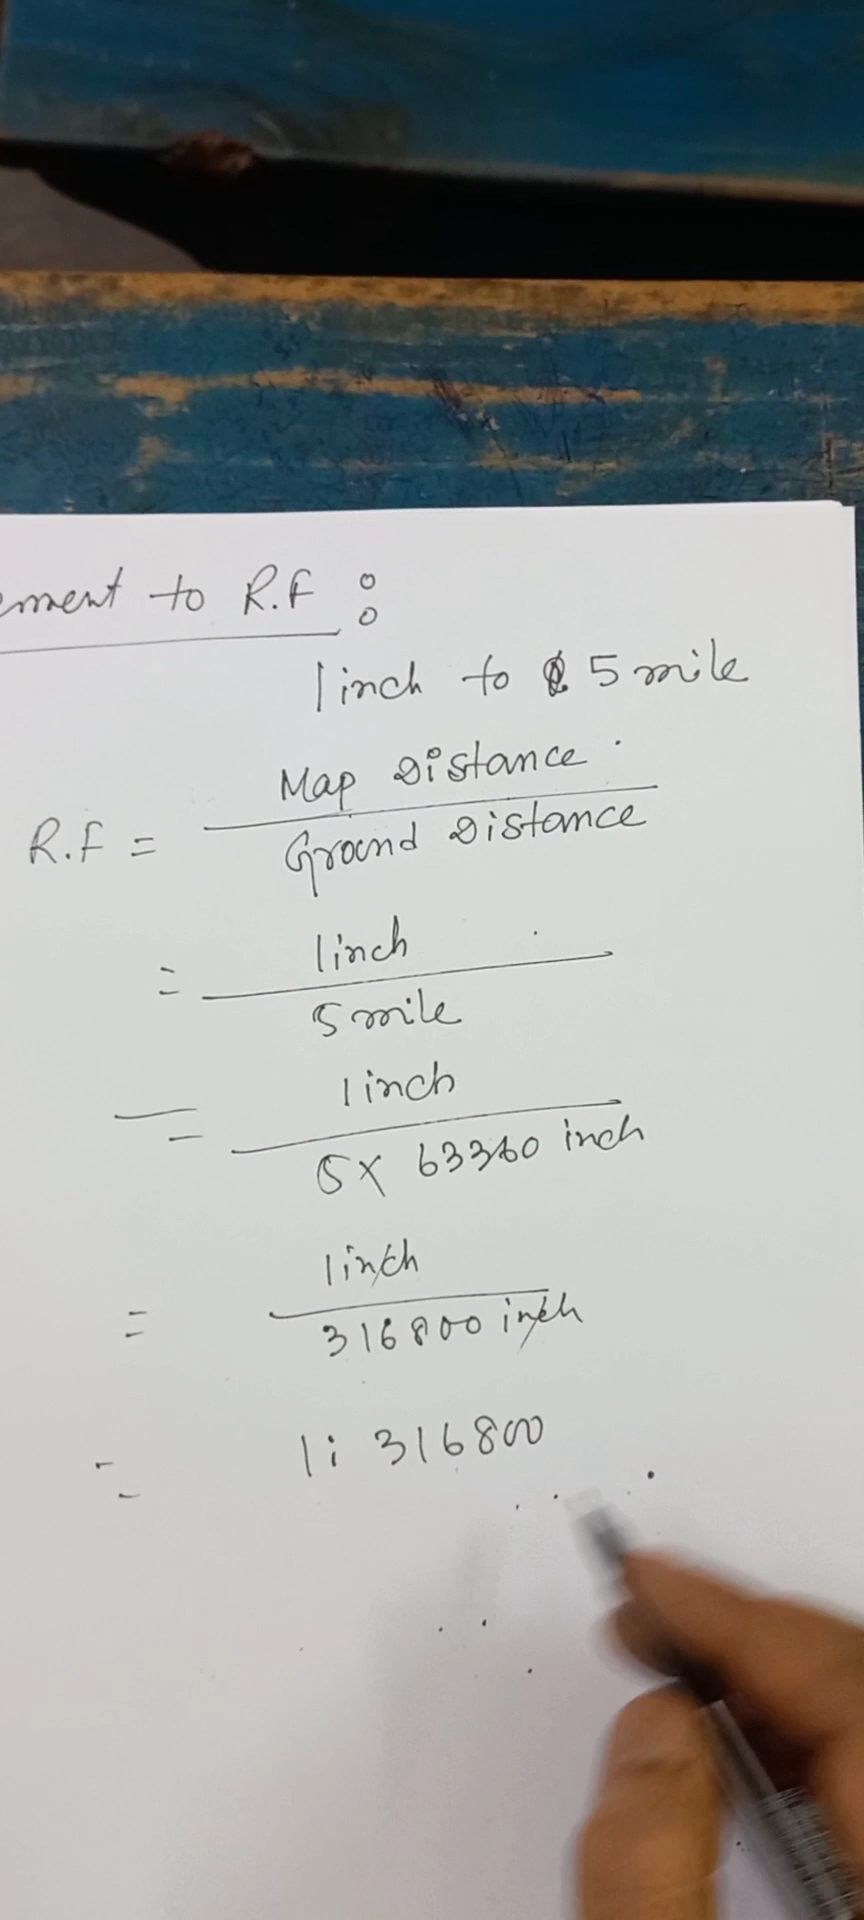 ement to R.F :
1 inch to 5 mile
Map Distance
R.F =
Ground Distance
= 1 inch
5 mile
= 1 inch
5 x 63360 inch
= 1 inch
316800 inch
= 1: 316800